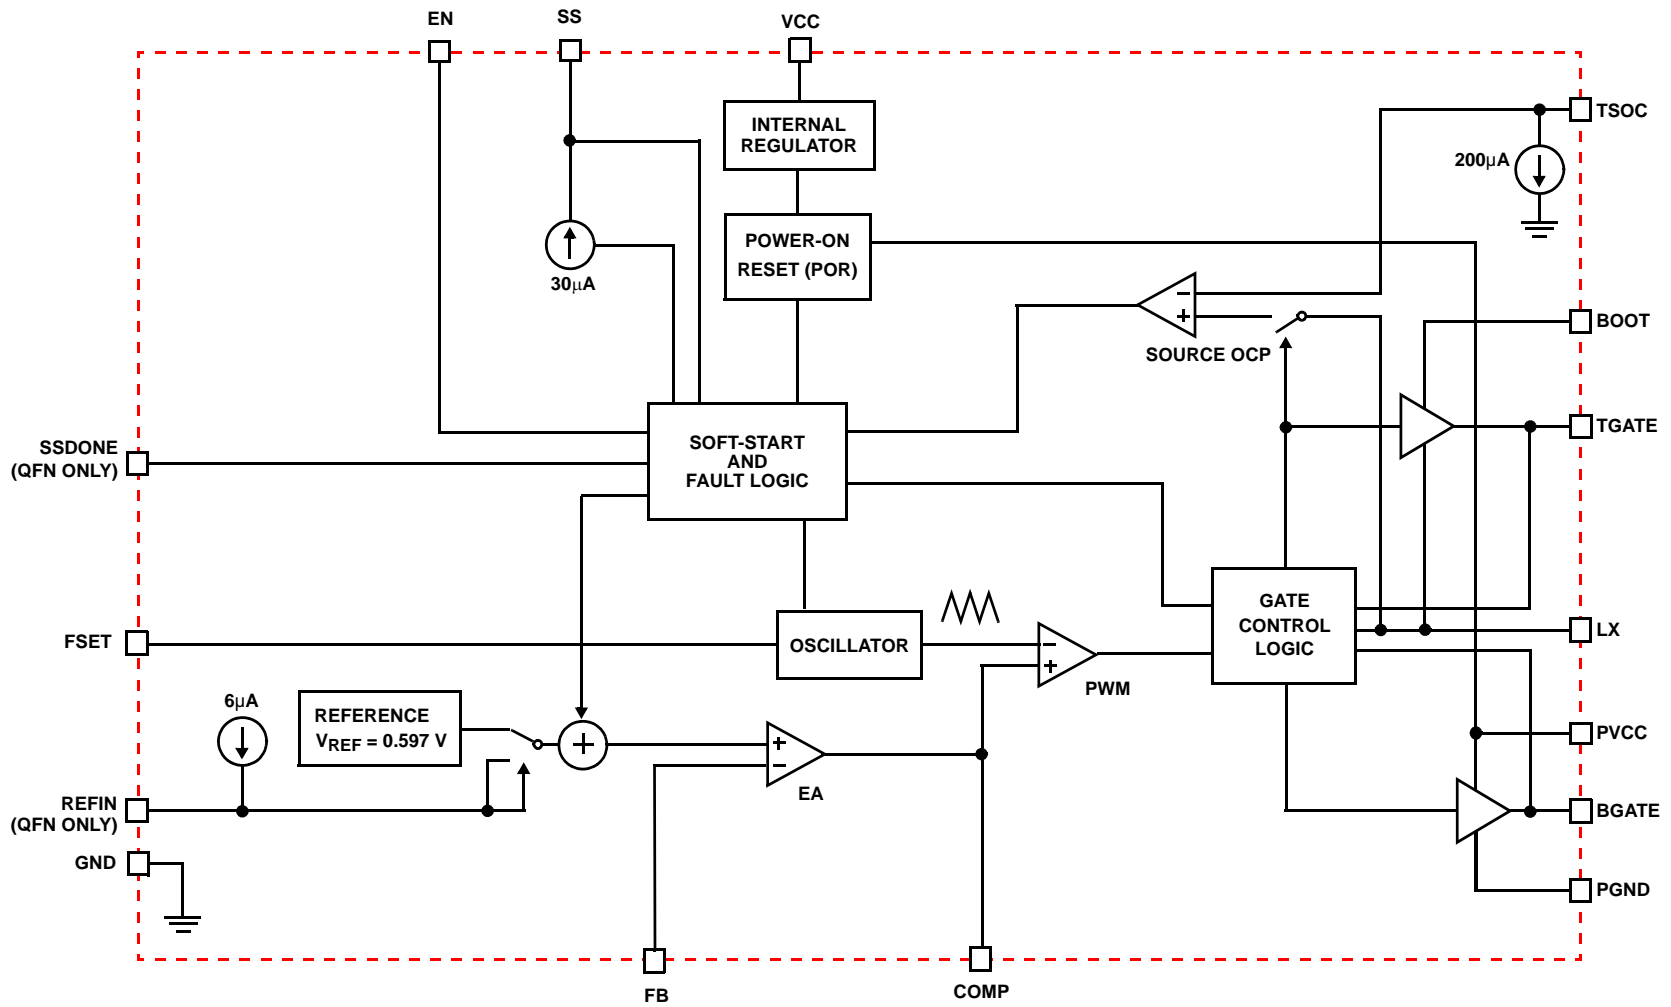 EN
SS
VCC
TSOC
INTERNAL
REGULATOR
200µA
POWER-ON
RESET (POR)
30µA
BOOT
SOURCE OCP
TGATE
SSDONE
(QFN ONLY)
SOFT-START
AND
FAULT LOGIC
GATE
CONTROL
LOGIC
FSET
OSCILLATOR
PWM
LX
6µA
REFERENCE
VREF = 0.597 V
PVCC
EA
REFIN
(QFN ONLY)
BGATE
GND
PGND
FB
COMP